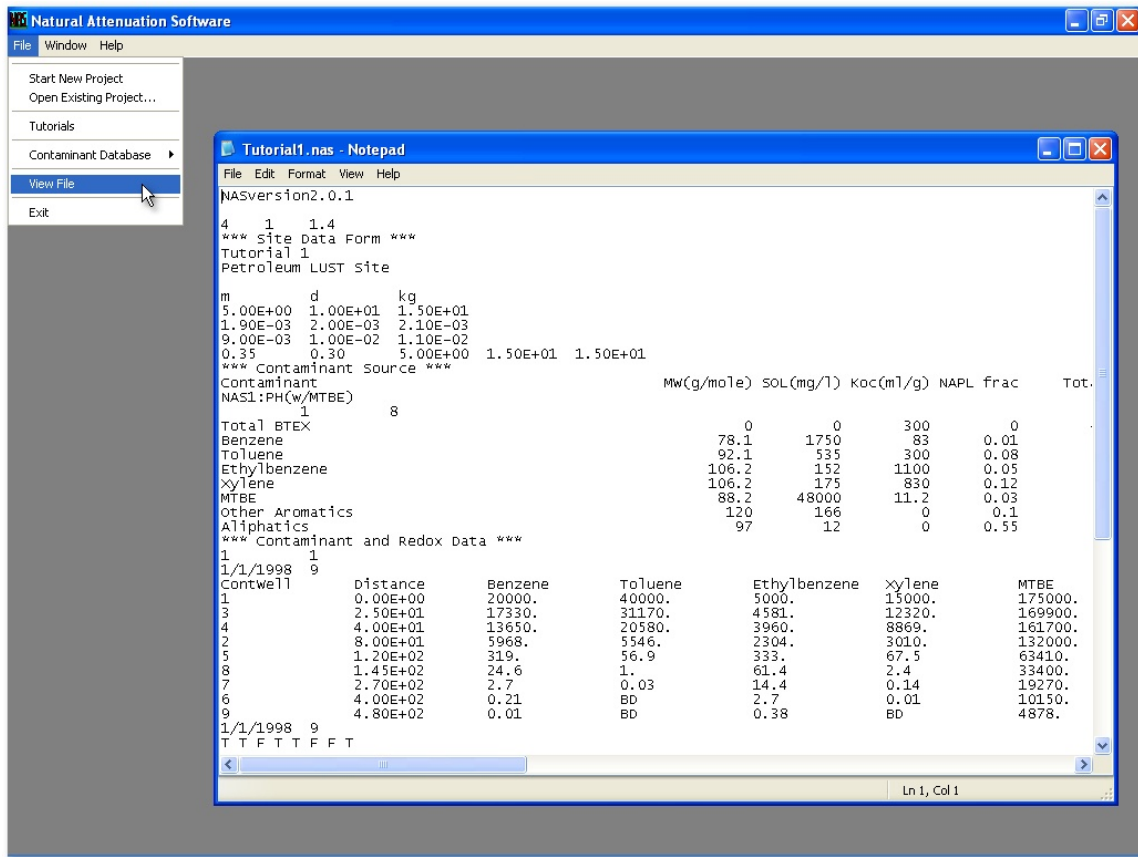 NAS Natural Attenuation Software
File Window Help
Start New Project
Open Existing Project...
Tutorials
Contaminant Database
View File
Exit
Tutorial1.nas - Notepad
File Edit Format View Help
NASversion2.0.1
4 1 1.4
*** Site Data Form ***
Tutorial 1
Petroleum LUST Site
m d kg
5.00E+00 1.00E+01 1.50E+01
1.90E-03 2.00E-03 2.10E-03
9.00E-03 1.00E-02 1.10E-02
0.35 0.30 5.00E+00 1.50E+01 1.50E+01
*** Contaminant Source ***
Contaminant MW(g/mole) SOL(mg/l) Koc(ml/g) NAPL frac Tot
NAS1:PH(w/MTBE)
1 8
Total BTEX 0 0 300 0
Benzene 78.1 1750 83 0.01
Toluene 92.1 535 300 0.08
Ethylbenzene 106.2 152 1100 0.05
Xylene 106.2 175 830 0.12
MTBE 88.2 48000 11.2 0.03
Other Aromatics 120 166 0 0.1
Aliphatics 97 12 0 0.55
*** Contaminant and Redox Data ***
1 1
1/1/1998 9
ContWell Distance Benzene Toluene Ethylbenzene Xylene MTBE
1 0.00E+00 20000. 40000. 5000. 15000. 175000.
3 2.50E+01 17330. 31170. 4581. 12320. 169900.
4 4.00E+01 13650. 20580. 3960. 8869. 161700.
2 8.00E+01 5968. 5546. 2304. 3010. 132000.
5 1.20E+02 319. 56.9 333. 67.5 63410.
8 1.45E+02 24.6 1. 61.4 2.4 33400.
7 2.70E+02 2.7 0.03 14.4 0.14 19270.
6 4.00E+02 0.21 BD 2.7 0.01 10150.
9 4.80E+02 0.01 BD 0.38 BD 4878.
1/1/1998 9
T T F T T F F T
Ln 1, Col 1